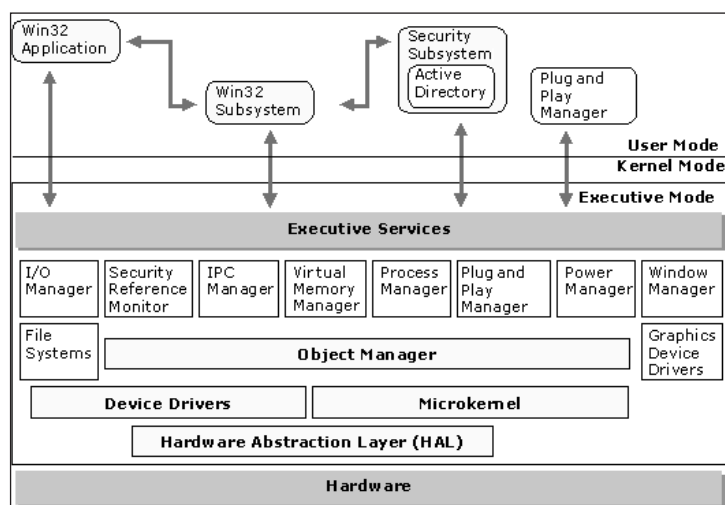 Win32
Application
Win32
Subsystem
Security
Subsystem
Active
Directory
Plug and
Play
Manager
User Mode
Kernel Mode
Executive Mode
Executive Services
I/O
Manager
Security
Reference
Monitor
IPC
Manager
Virtual
Memory
Manager
Process
Manager
Plug and
Play
Manager
Power
Manager
Window
Manager
File
Systems
Object Manager
Graphics
Device
Drivers
Device Drivers
Microkernel
Hardware Abstraction Layer (HAL)
Hardware